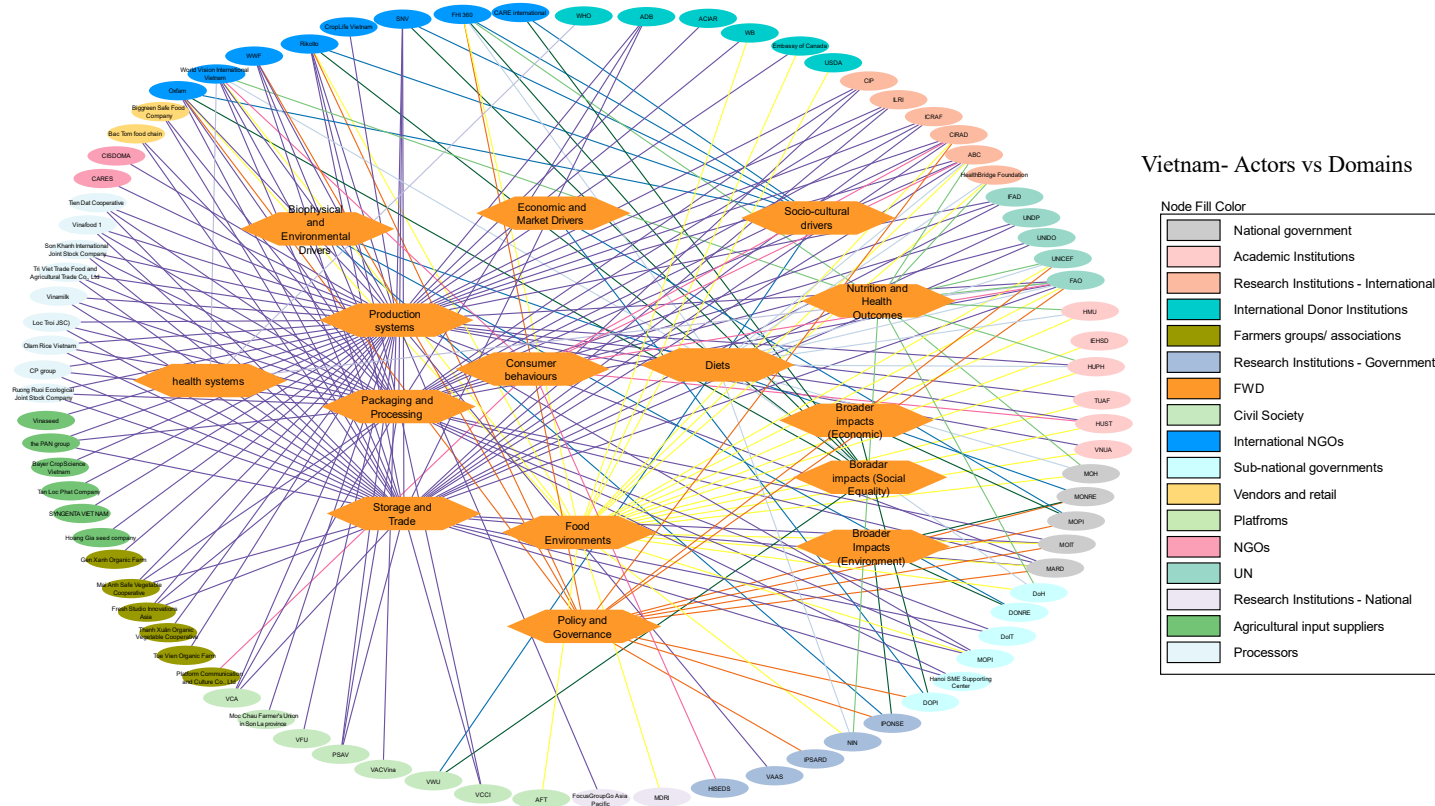 Vietnam- Actors vs Domains
Node Fill Color
National government
Academic Institutions
Research Institutions - International
International Donor Institutions
Farmers groups/ associations
Research Institutions - Government
FWD
Civil Society
International NGOs
Sub-national governments
Vendors and retail
Platfroms
NGOs
UN
Research Institutions - National
Agricultural input suppliers
Processors
CropLife Vietnam
SNV
FHI 360
CARE international
WHO
ADB
ACIAR
WB
Embassy of Canada
USDA
CIP
ILRI
ICRAF
CIRAD
ABC
HealthBridge Foundation
IFAD
UNDP
UNIDO
UNICEF
FAO
HMU
IEHSD
HUPH
TUAF
HUST
VNUA
MOH
MONRE
MOPI
MOIT
MARD
DoH
DONRE
DoIT
MOPI
Hanoi SME Supporting
Center
DOPI
IPONSE
NIN
IPSARD
VAAS
HISEDS
MDRI
FocusGroupGo Asia
Pacific
AFT
VCCI
VWU
VACVina
PSAV
VFU
Moc Chau Farmer's Union
in Son La province
VCA
Platform Communication
and Culture Co., Ltd
Toa Vien Organic Farm
Thanh Xuân Organic
Vegetable Cooperative
Fresh Studio Innovations
Asia
Mai Anh Safe Vegetable
Cooperative
Gen Xanh Organic Farm
Hoang Gia seed company
SYNGENTA VIET NAM
Tan Loc Phat Company
Bayer CropScience
Vietnam
the PAN group
Vinaseed
Ruong Ruoi Ecological
Joint Stock Company
CP group
Olam Rice Vietnam
Loc Troi JSC)
Vinamilk
Tri Viet Trade Food and
Agricultural Trade Co., Ltd
Son Khanh International
Joint Stock Company
Vinafood 1
Tien Dat Cooperative
CARES
CISDOMA
Bac Tom food chain
Biggreen Safe Food
Company
Oxfam
World Vision International
Vietnam
WWF
Rikolto
Biophysical
and
Environmental
Drivers
Economic and
Market Drivers
Socio-cultural
drivers
Production
systems
Nutrition and
Health
Outcomes
Consumer
behaviours
Diets
health systems
Packaging and
Processing
Broader
impacts
(Economic)
Boradar
impacts (Social
Equality)
Storage and
Trade
Food
Environments
Broader
Impacts
(Environment)
Policy and
Governance